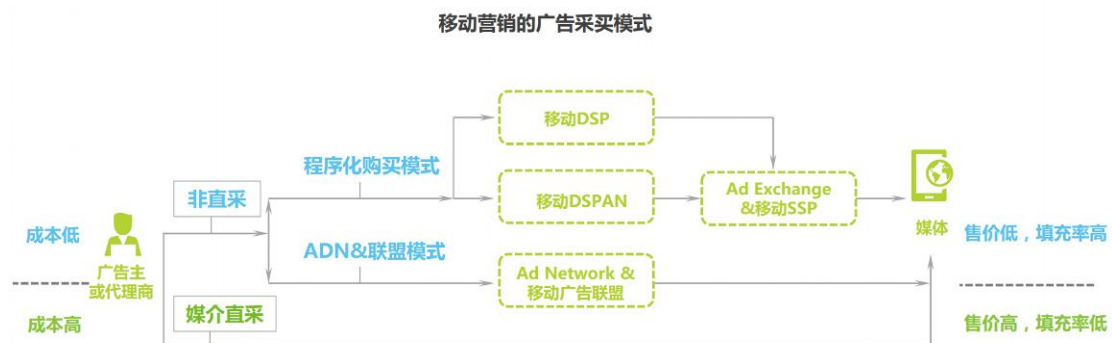 移动营销的广告采买模式
移动DSP
程序化购买模式
非直采
移动DSPAN
Ad Exchange
&移动SSP
媒体
成本低
售价低，填充率高
ADN&联盟模式
广告主
或代理商
Ad Network &
移动广告联盟
媒介直采
成本高
售价高，填充率低